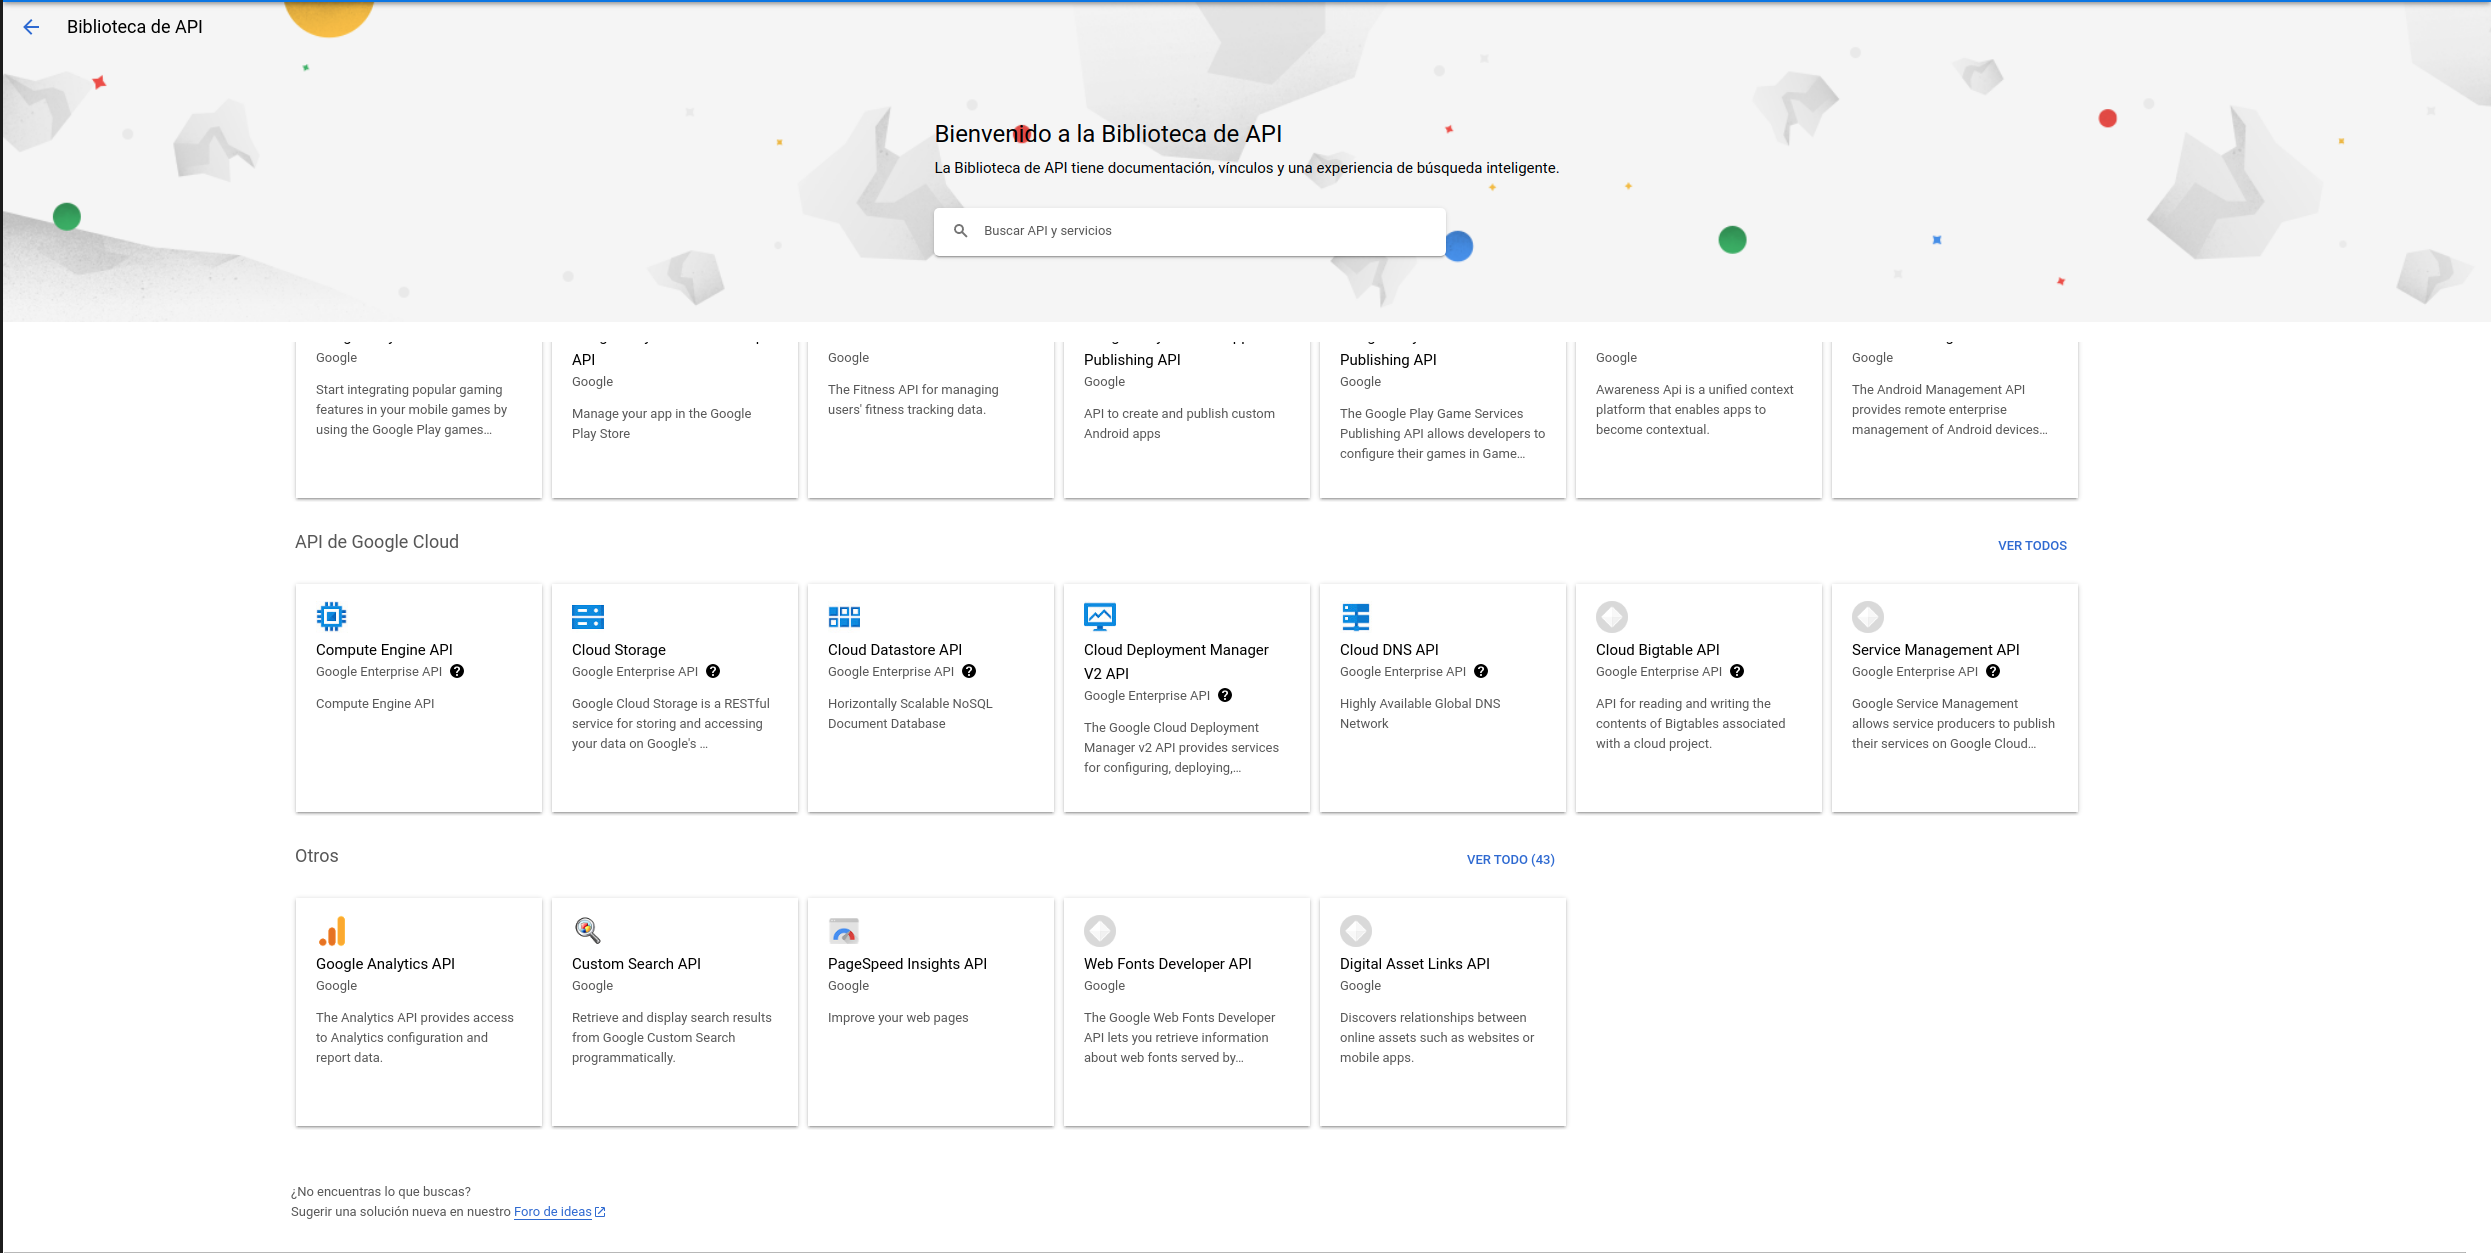 Biblioteca de API
Bienvenido a la Biblioteca de API
La Biblioteca de API tiene documentación, vínculos y una experiencia de búsqueda inteligente.
Buscar API y servicios
Google
Start integrating popular gaming
features in your mobile games by
using the Google Play games...
API
Google
Manage your app in the Google
Play Store
Google
The Fitness API for managing
users' fitness tracking data.
Publishing API
Google
API to create and publish custom
Android apps
Publishing API
Google
The Google Play Game Services
Publishing API allows developers to
configure their games in Game...
Google
Awareness Api is a unified context
platform that enables apps to
become contextual.
Google
The Android Management API
provides remote enterprise
management of Android devices...
API de Google Cloud
VER TODOS
Compute Engine API
Google Enterprise API
Compute Engine API
Cloud Storage
Google Enterprise API
Google Cloud Storage is a RESTful
service for storing and accessing
your data on Google's ...
Cloud Datastore API
Google Enterprise API
Horizontally Scalable NoSQL
Document Database
Cloud Deployment Manager
V2 API
Google Enterprise API
The Google Cloud Deployment
Manager v2 API provides services
for configuring, deploying,...
Cloud DNS API
Google Enterprise API
Highly Available Global DNS
Network
Cloud Bigtable API
Google Enterprise API
API for reading and writing the
contents of Bigtables associated
with a cloud project.
Service Management API
Google Enterprise API
Google Service Management
allows service producers to publish
their services on Google Cloud...
Otros
VER TODO (43)
Google Analytics API
Google
The Analytics API provides access
to Analytics configuration and
report data.
Custom Search API
Google
Retrieve and display search results
from Google Custom Search
programmatically.
PageSpeed Insights API
Google
Improve your web pages
Web Fonts Developer API
Google
The Google Web Fonts Developer
API lets you retrieve information
about web fonts served by...
Digital Asset Links API
Google
Discovers relationships between
online assets such as websites or
mobile apps.
¿No encuentras lo que buscas?
Sugerir una solución nueva en nuestro Foro de ideas